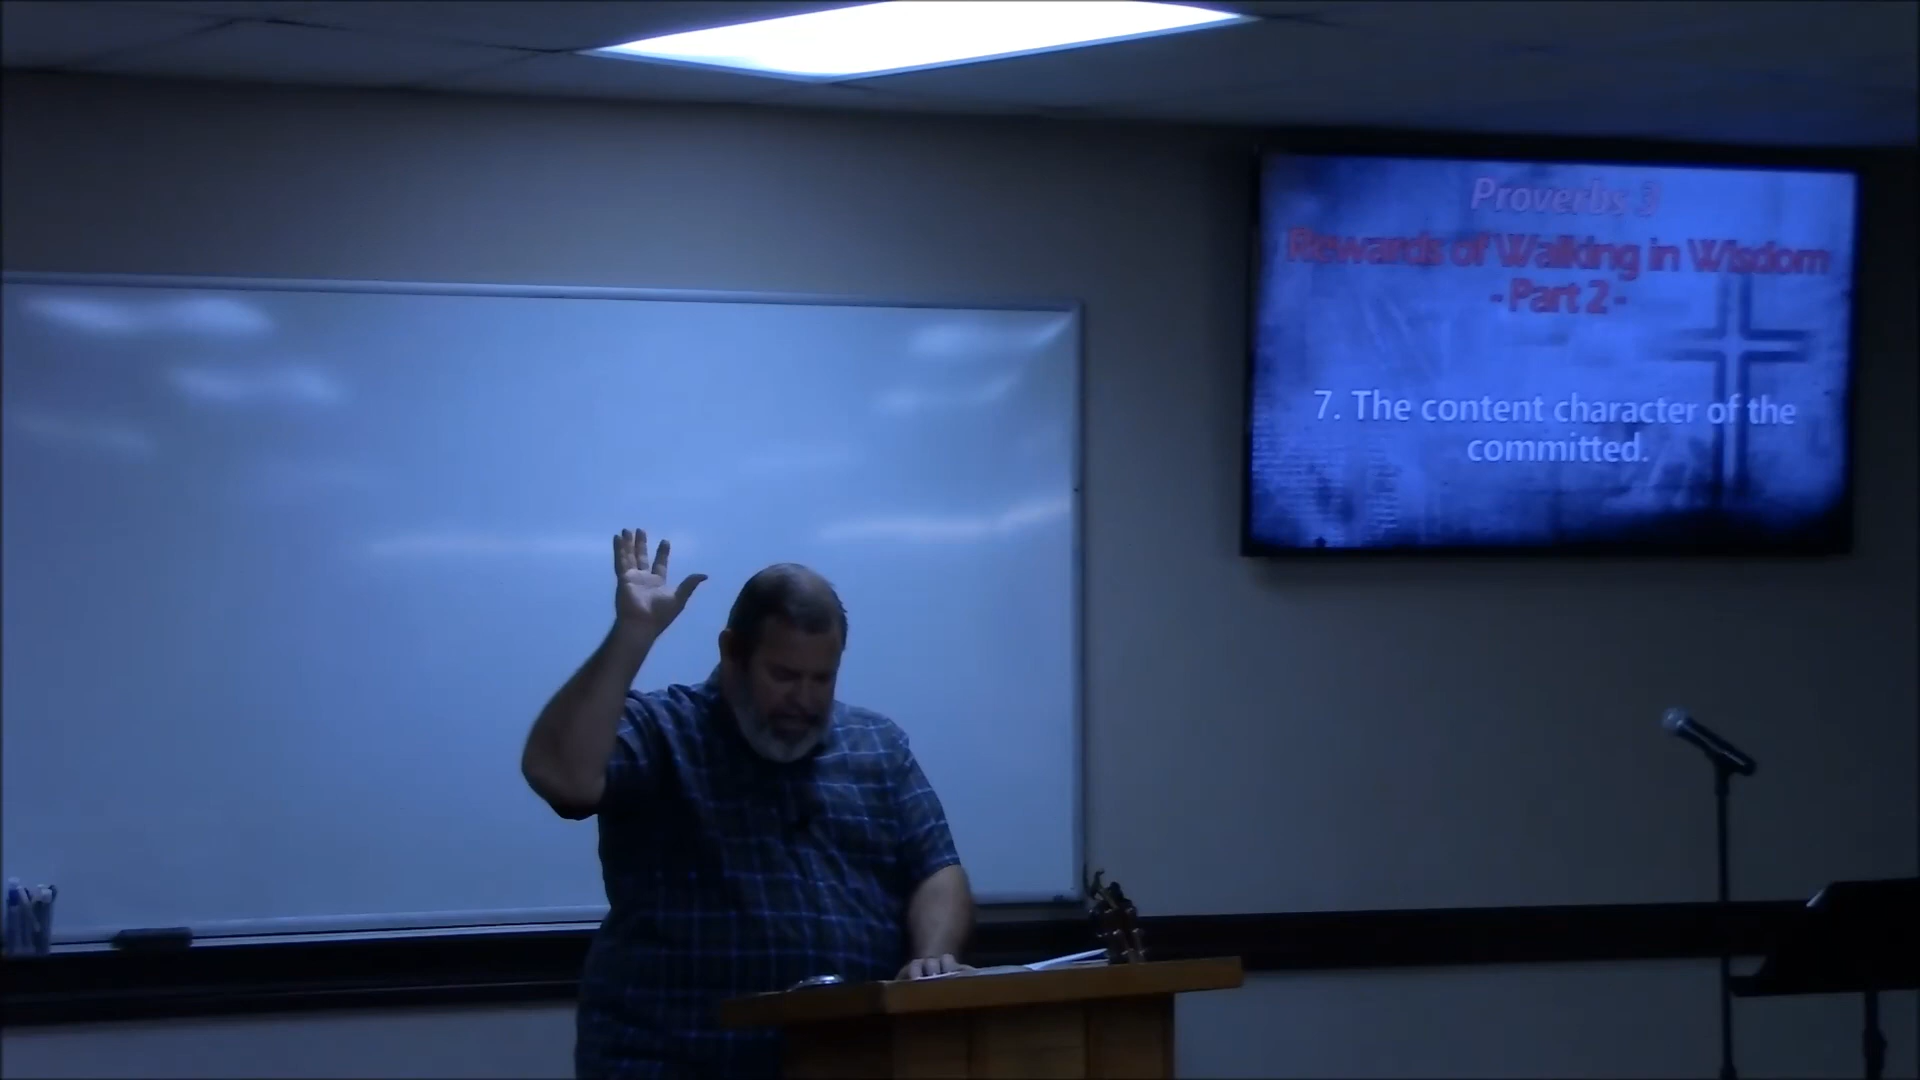 Proverbs 3
Rewards of Walking in Wisdom
- Part 2 -
7. The content character of the
committed.